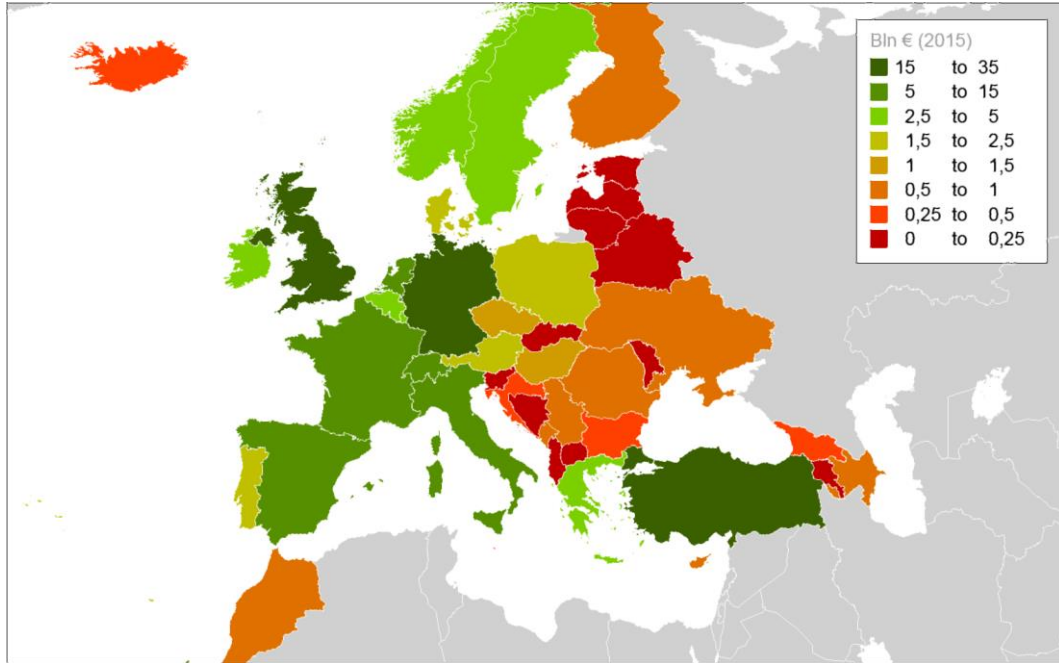 Bln € (2015)
15 to 35
5 to 15
2,5 to 5
1,5 to 2,5
1 to 1,5
0,5 to 1
0,25 to 0,5
0 to 0,25